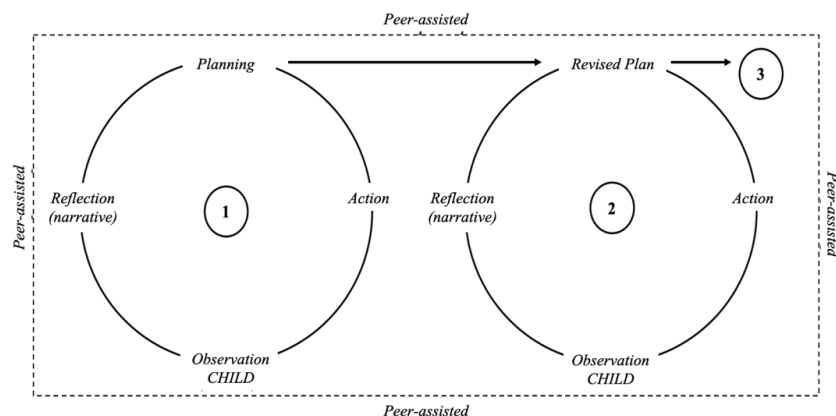 Peer-assisted
Planning
Revised Plan
3
Peer-assisted
Reflection
(narrative)
1
Action
Reflection
(narrative)
2
Action
Peer-assisted
Observation
CHILD
Observation
CHILD
Peer-assisted